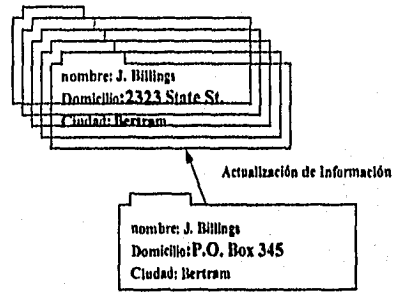 nombre: J. Billings
Domicilio:2323 State St.
Ciudad: Bertram
Actualización de Información
nombre: J. Billings
Domicilio:P.O. Box 345
Ciudad: Bertram